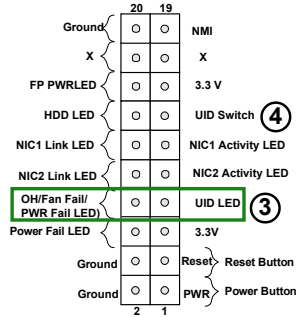 20 19
Ground NMI
X X
FP PWRLED 3.3 V
HDD LED UID Switch 4
NIC1 Link LED NIC1 Activity LED
NIC2 Link LED NIC2 Activity LED
OH/Fan Fail/
PWR Fail LED) UID LED 3
Power Fail LED 3.3V
Ground Reset Reset Button
Ground PWR Power Button
2 1